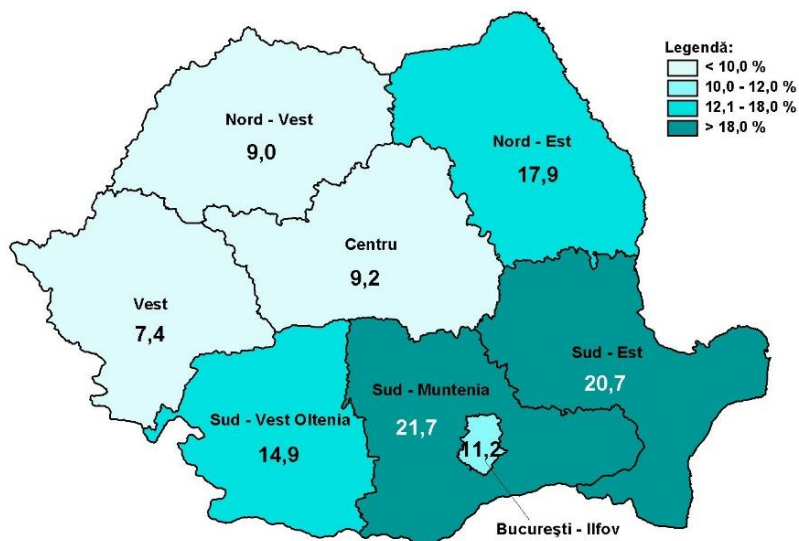 Legendă:
< 10,0 %
10,0 - 12,0 %
12,1 - 18,0 %
> 18,0 %
Nord - Vest
9,0
Nord - Est
17,9
Centru
9,2
Vest
7,4
Sud - Est
20,7
Sud - Muntenia
21,7
Sud - Vest Oltenia
14,9
11,2
Bucureşti - Ilfov